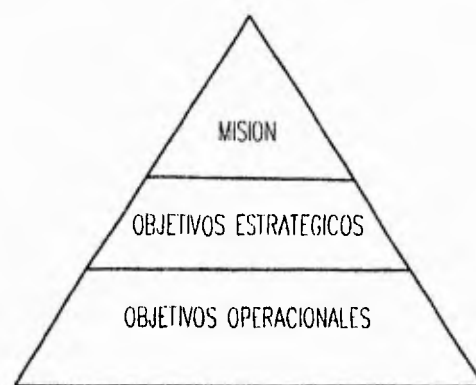 MISION
OBJETIVOS ESTRATEGICOS
OBJETIVOS OPERACIONALES